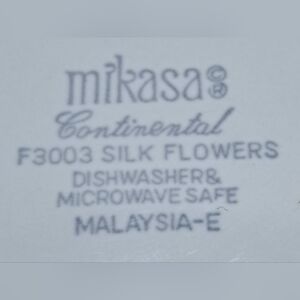 mikasa©®
Continental
F3003 SILK FLOWERS
DISHWASHER&
MICROWAVE SAFE
MALAYSIA-E